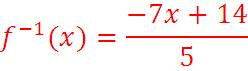 f⁻¹(x) = (-7x + 14)/5